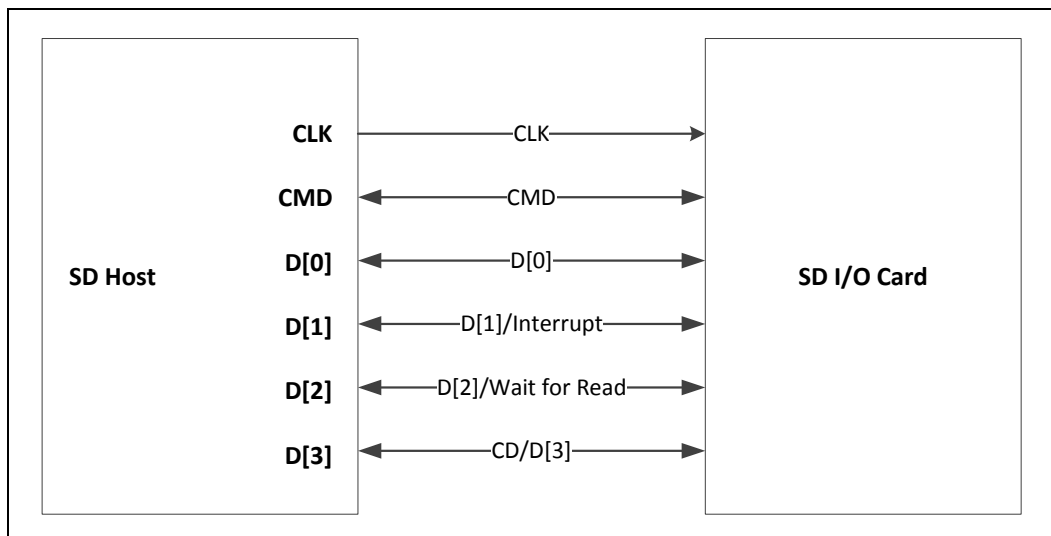 CLK CLK
CMD CMD
D[0] D[0]
SD Host SD I/O Card
D[1] D[1]/Interrupt
D[2] D[2]/Wait for Read
D[3] CD/D[3]